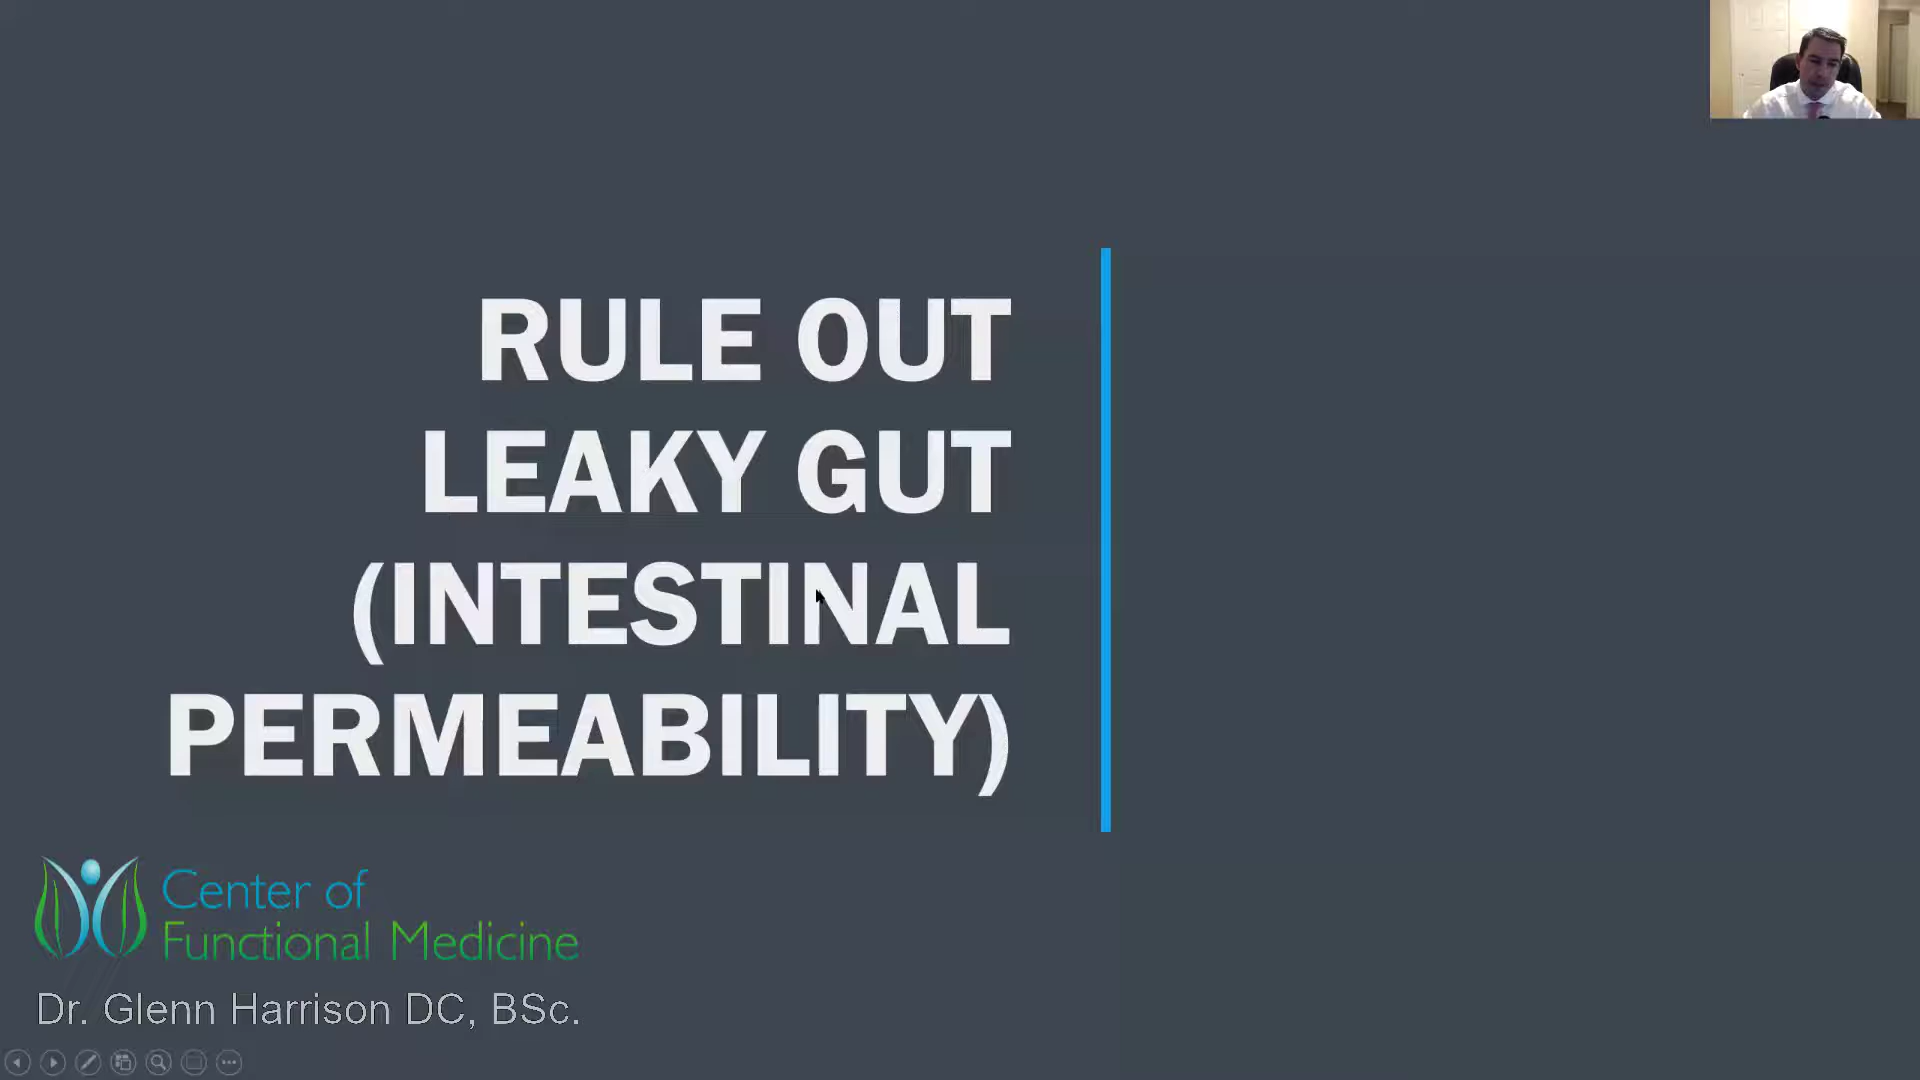 RULE OUT
LEAKY GUT
(INTESTINAL
PERMEABILITY)
Center of
Functional Medicine
Dr. Glenn Harrison DC, BSc.